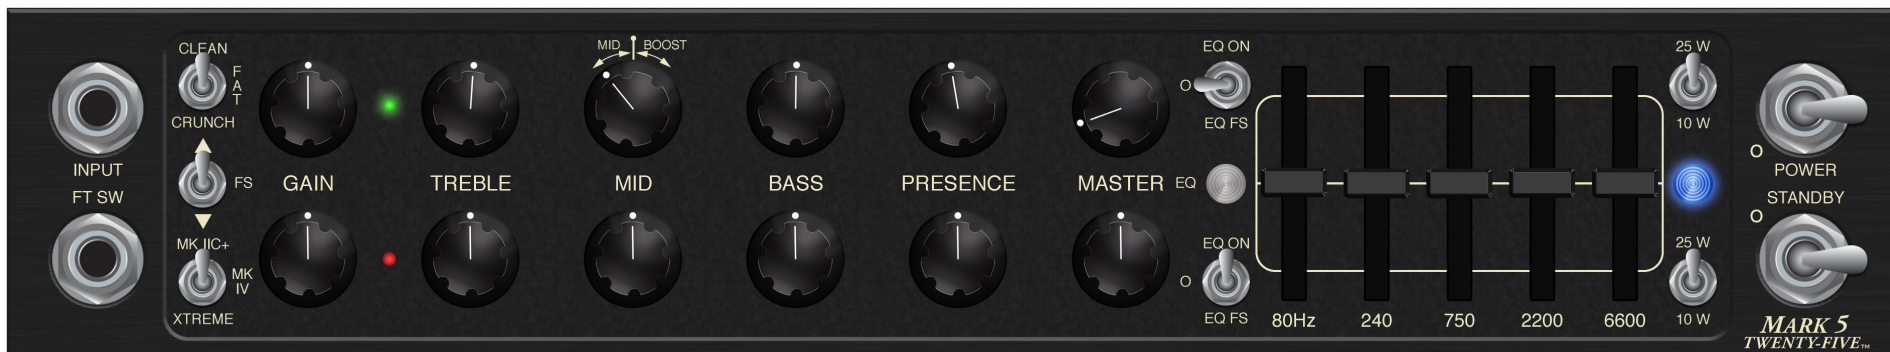 CLEAN
FAT
CRUNCH
INPUT
FT SW
FS
MK IIC+
MK
IV
XTREME
MID BOOST
GAIN
TREBLE
MID
BASS
PRESENCE
MASTER
EQ ON
O
EQ FS
EQ
EQ ON
O
EQ FS
80Hz
240
750
2200
6600
25 W
10 W
25 W
10 W
O
POWER
STANDBY
O
MARK 5
TWENTY-FIVE™